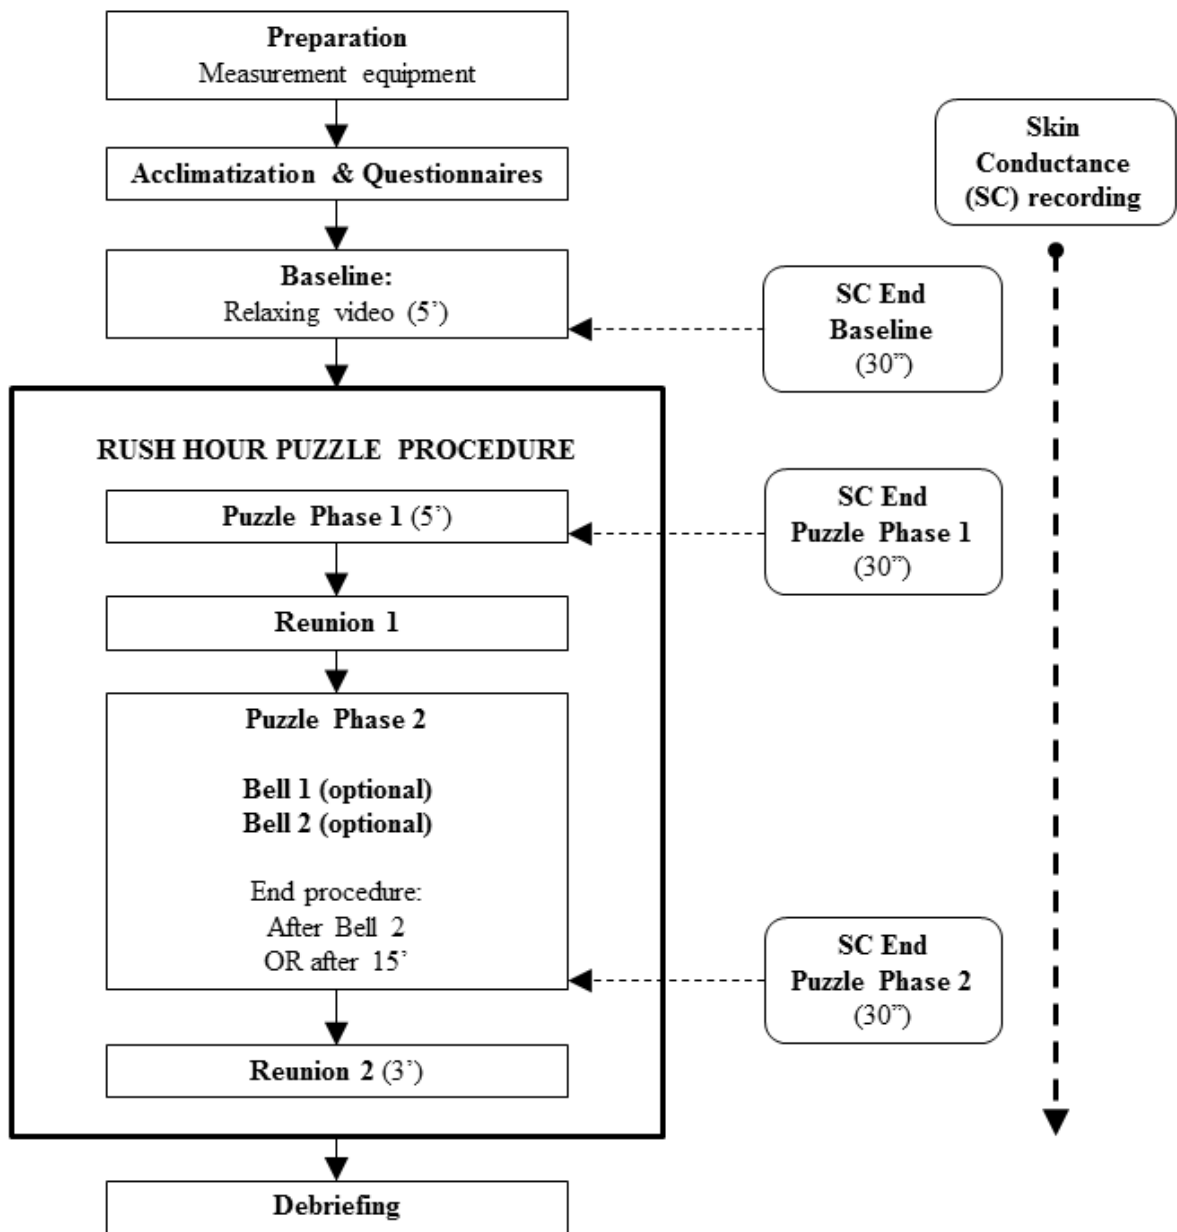 Preparation
Measurement equipment
Acclimatization & Questionnaires
Baseline:
Relaxing video (5’)
RUSH HOUR PUZZLE PROCEDURE
Puzzle Phase 1 (5’)
Reunion 1
Puzzle Phase 2
Bell 1 (optional)
Bell 2 (optional)
End procedure:
After Bell 2
OR after 15’
Reunion 2 (3’)
Debriefing
SC End
Baseline
(30”)
SC End
Puzzle Phase 1
(30”)
SC End
Puzzle Phase 2
(30”)
Skin
Conductance
(SC) recording